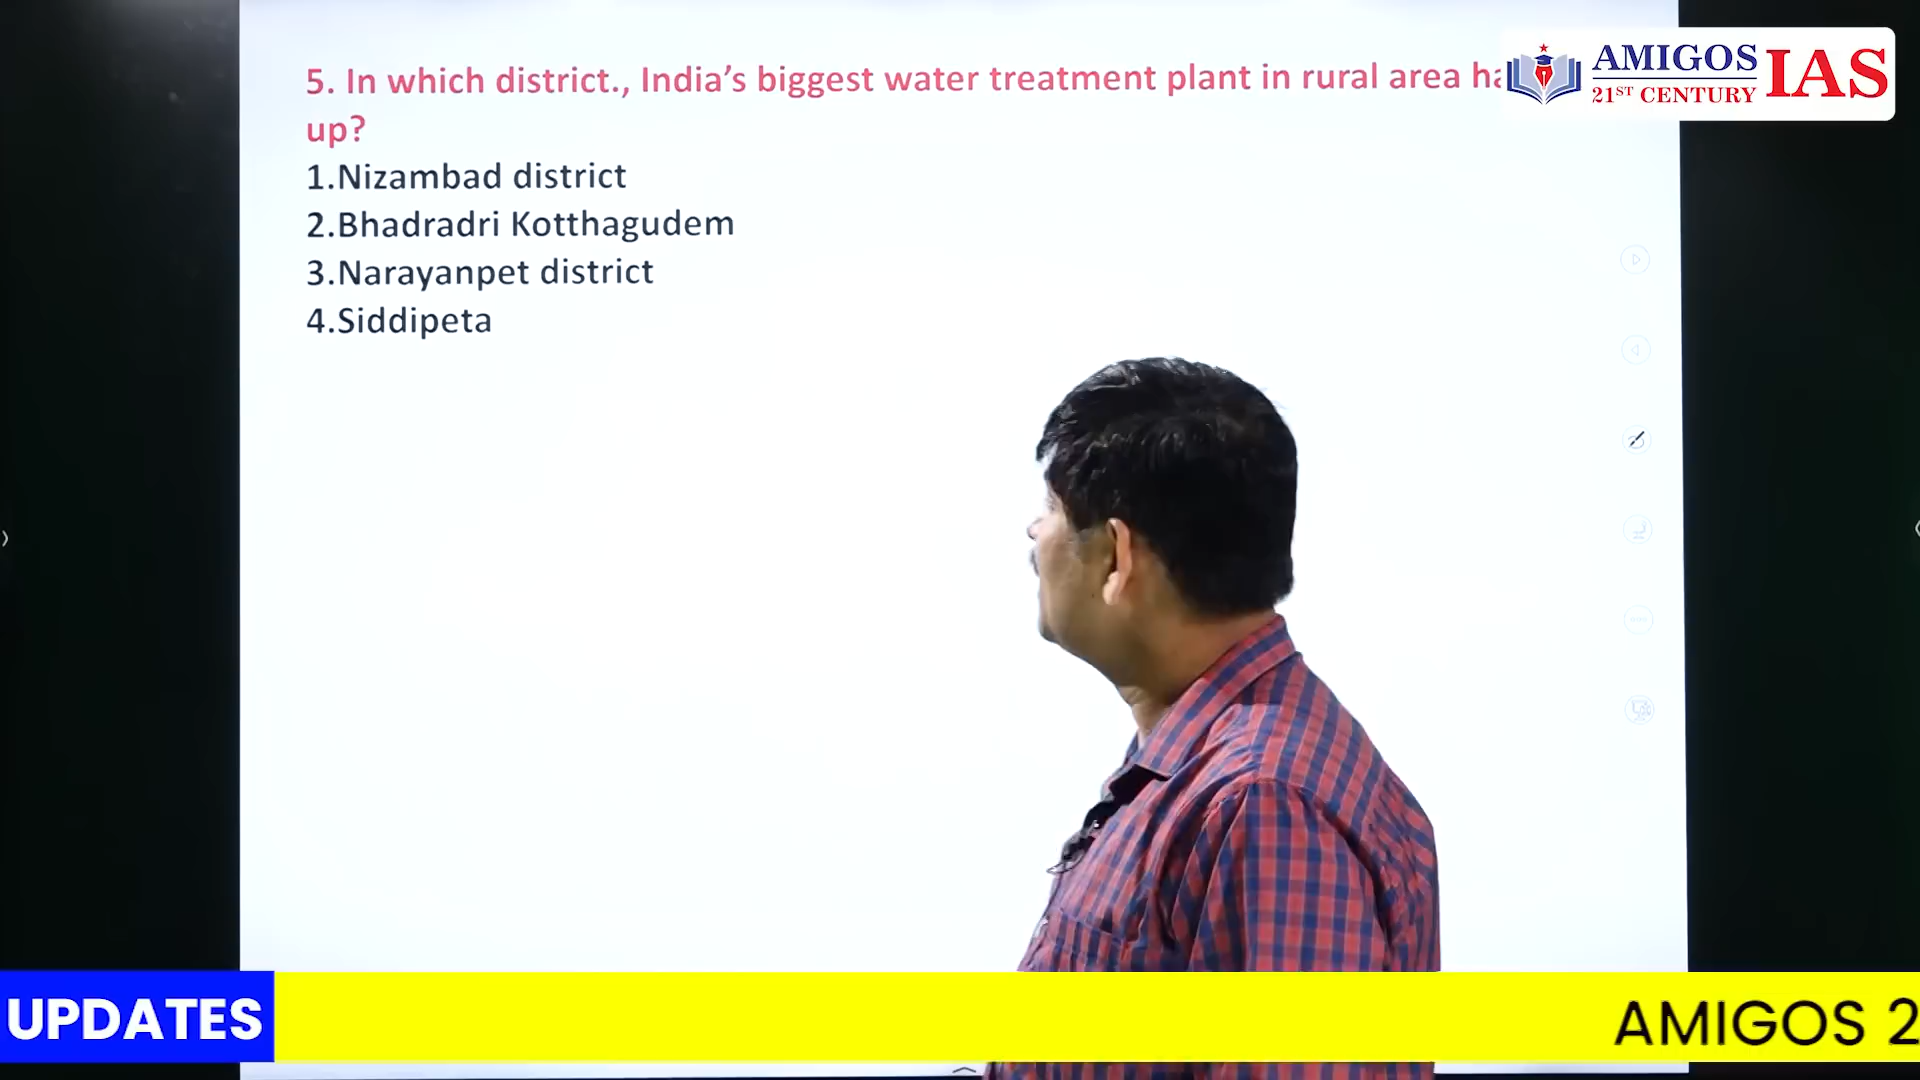 5. In which district., India's biggest water treatment plant in rural area
up?
1.Nizambad district
2.Bhadradri Kotthagudem
3.Narayanpet district
4.Siddipeta
AMIGOS
21ST CENTURY
IAS
UPDATES
AMIGOS 2